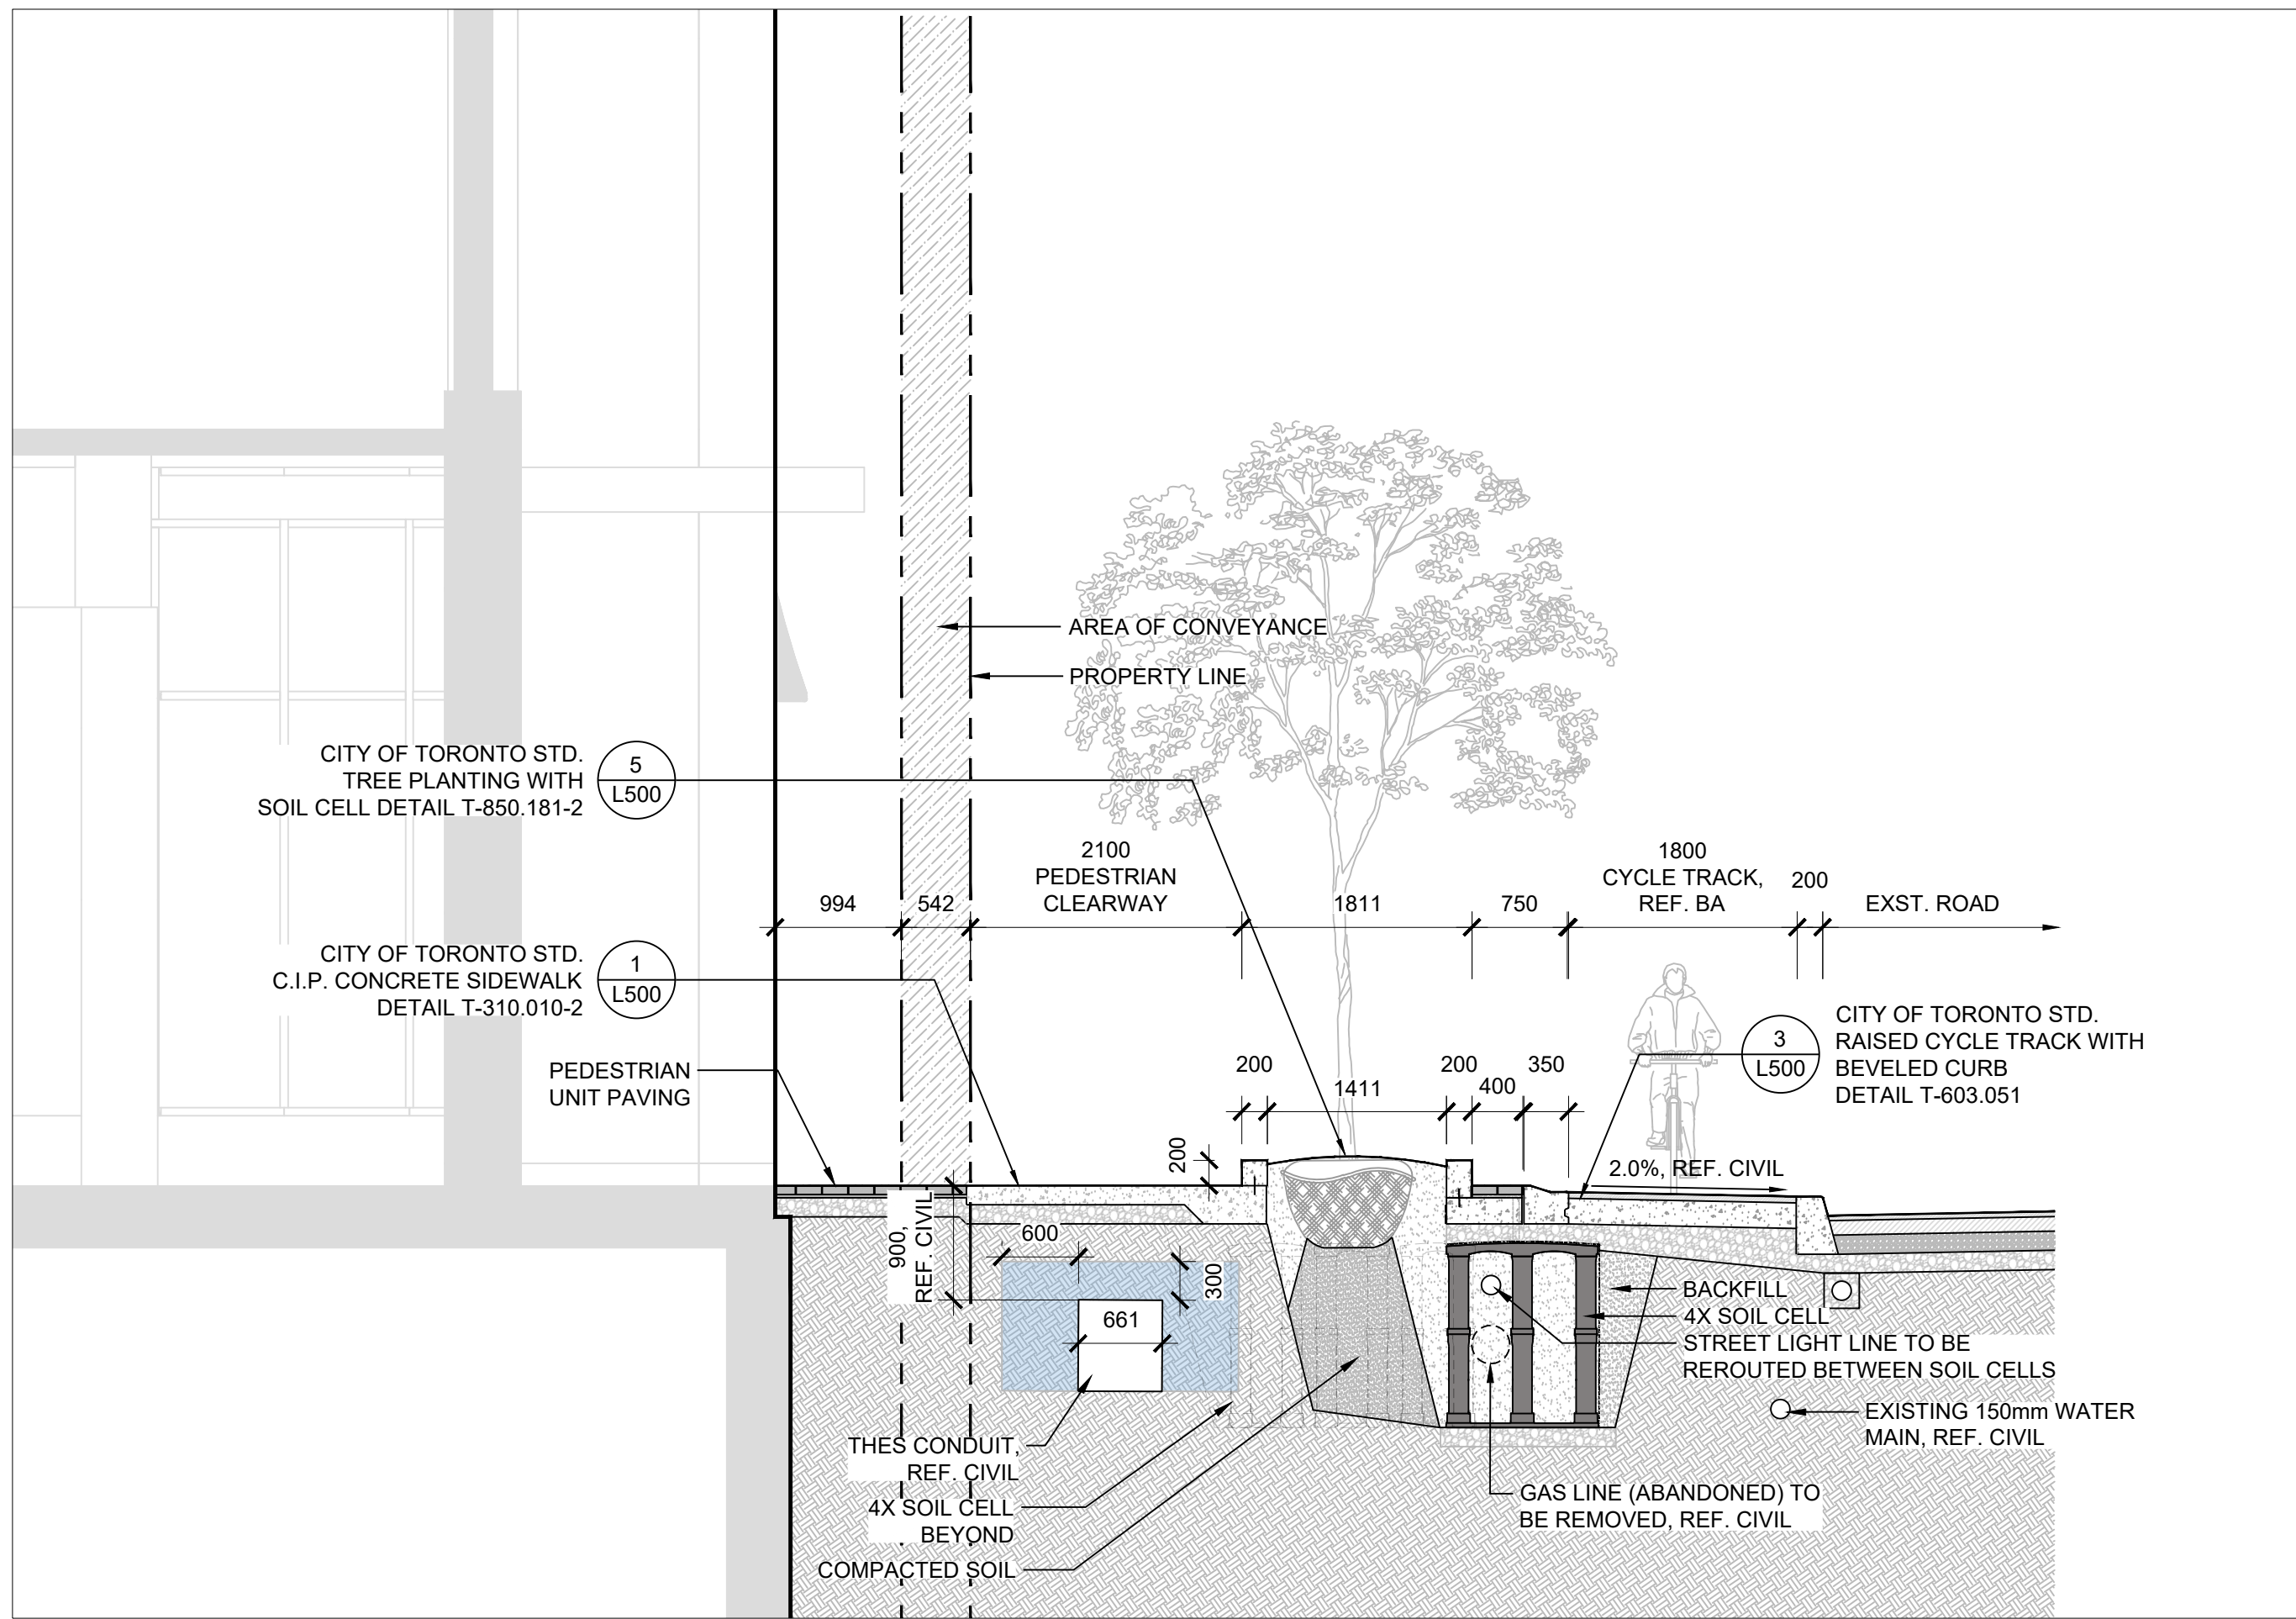 AREA OF CONVEYANCE
PROPERTY LINE
CITY OF TORONTO STD.
TREE PLANTING WITH
SOIL CELL DETAIL T-850.181-2
5
L500
994
542
2100
PEDESTRIAN
CLEARWAY
1811
750
1800
CYCLE TRACK,
REF. BA
200
EXST. ROAD
CITY OF TORONTO STD.
C.I.P. CONCRETE SIDEWALK
DETAIL T-310.010-2
1
L500
3
L500
CITY OF TORONTO STD.
RAISED CYCLE TRACK WITH
BEVELED CURB
DETAIL T-603.051
PEDESTRIAN
UNIT PAVING
200
1411
200
400
350
200
2.0%, REF. CIVIL
900,
REF. CIVIL
600
300
661
BACKFILL
4X SOIL CELL
STREET LIGHT LINE TO BE
REROUTED BETWEEN SOIL CELLS
EXISTING 150mm WATER
MAIN, REF. CIVIL
THES CONDUIT,
REF. CIVIL
4X SOIL CELL
BEYOND
COMPACTED SOIL
GAS LINE (ABANDONED) TO
BE REMOVED, REF. CIVIL